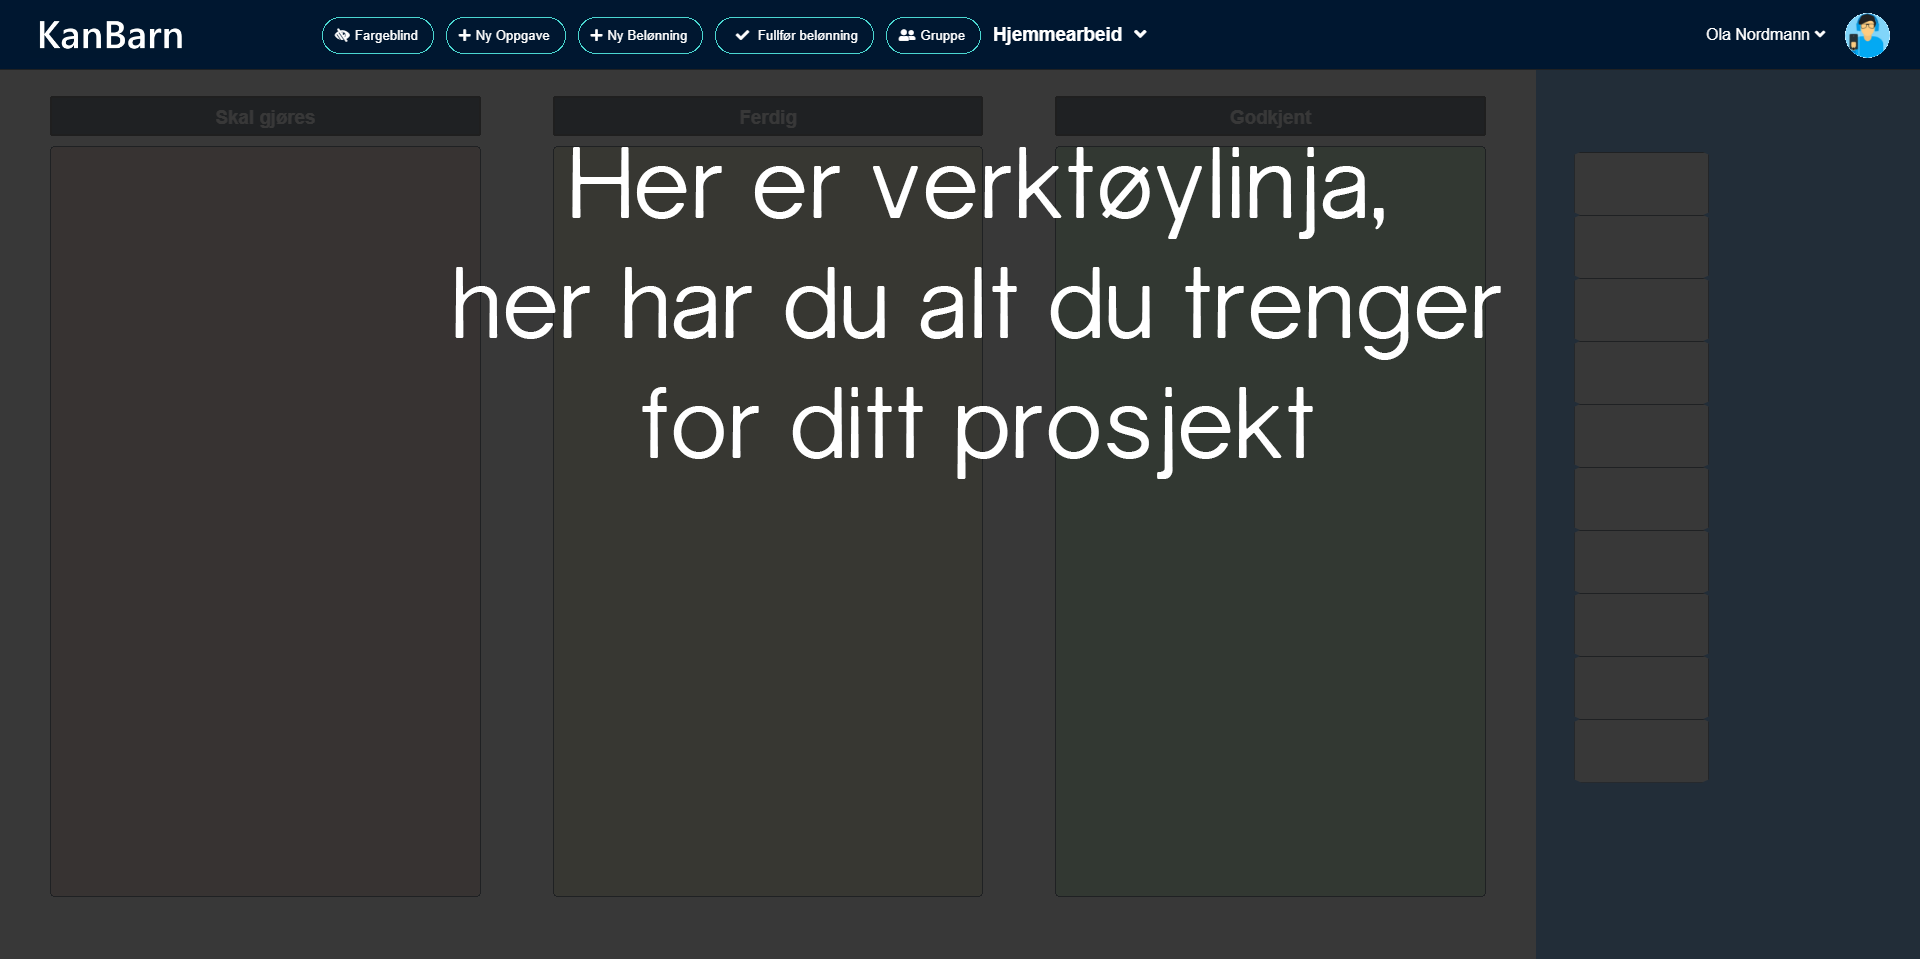 KanBarn
Fargeblind
Ny Oppgave
Ny Belønning
Fullfør belønning
Gruppe
Hjemmearbeid
Ola Nordmann
Skal gjøres
Ferdig
Godkjent
Her er verktøylinja,
her har du alt du trenger
for ditt prosjekt